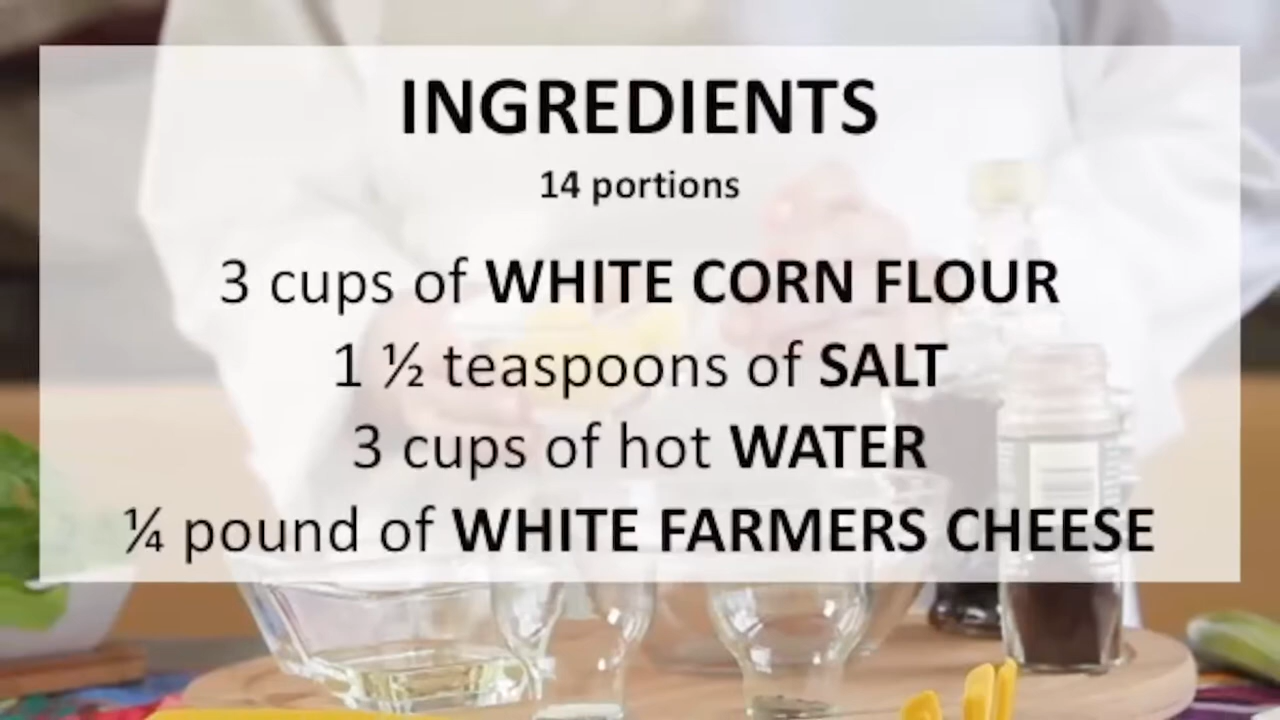 INGREDIENTS
14 portions
3 cups of WHITE CORN FLOUR
1 ½ teaspoons of SALT
3 cups of hot WATER
¼ pound of WHITE FARMERS CHEESE